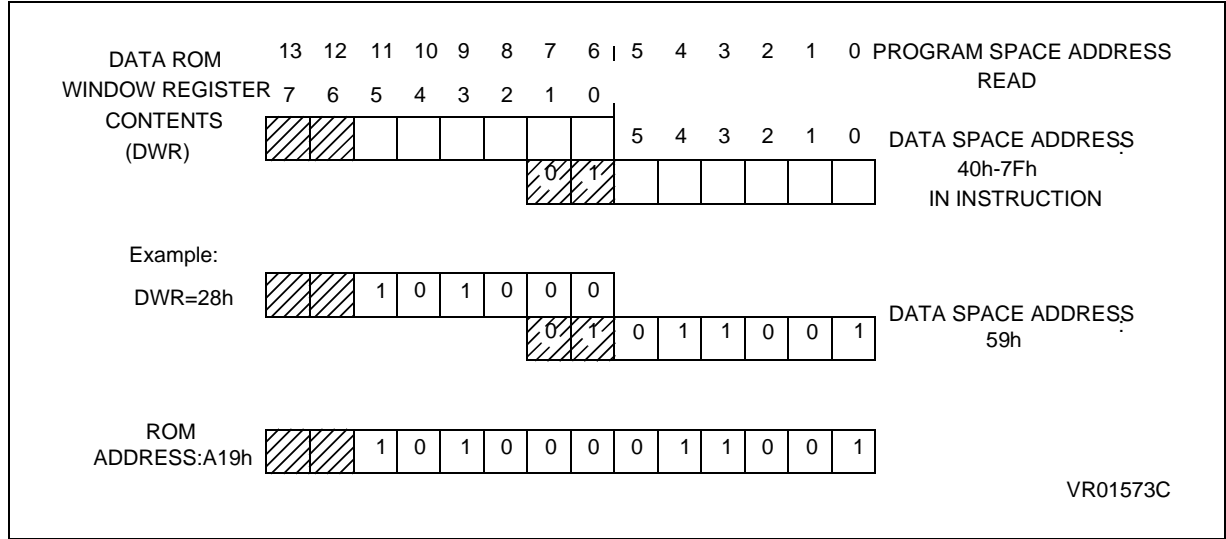 DATA ROM
WINDOW REGISTER
CONTENTS
(DWR)
13 12 11 10 9 8 7 6 5 4 3 2 1 0
PROGRAM SPACE ADDRESS
READ
7 6 5 4 3 2 1 0
5 4 3 2 1 0
DATA SPACE ADDRESS
:
40h-7Fh
IN INSTRUCTION
0 1
Example:
DWR=28h
1 0 1 0 0 0
0 1 0 1 1 0 0 1
DATA SPACE ADDRESS
:
59h
ROM
ADDRESS:A19h
1 0 1 0 0 0 0 1 1 0 0 1
VR01573C